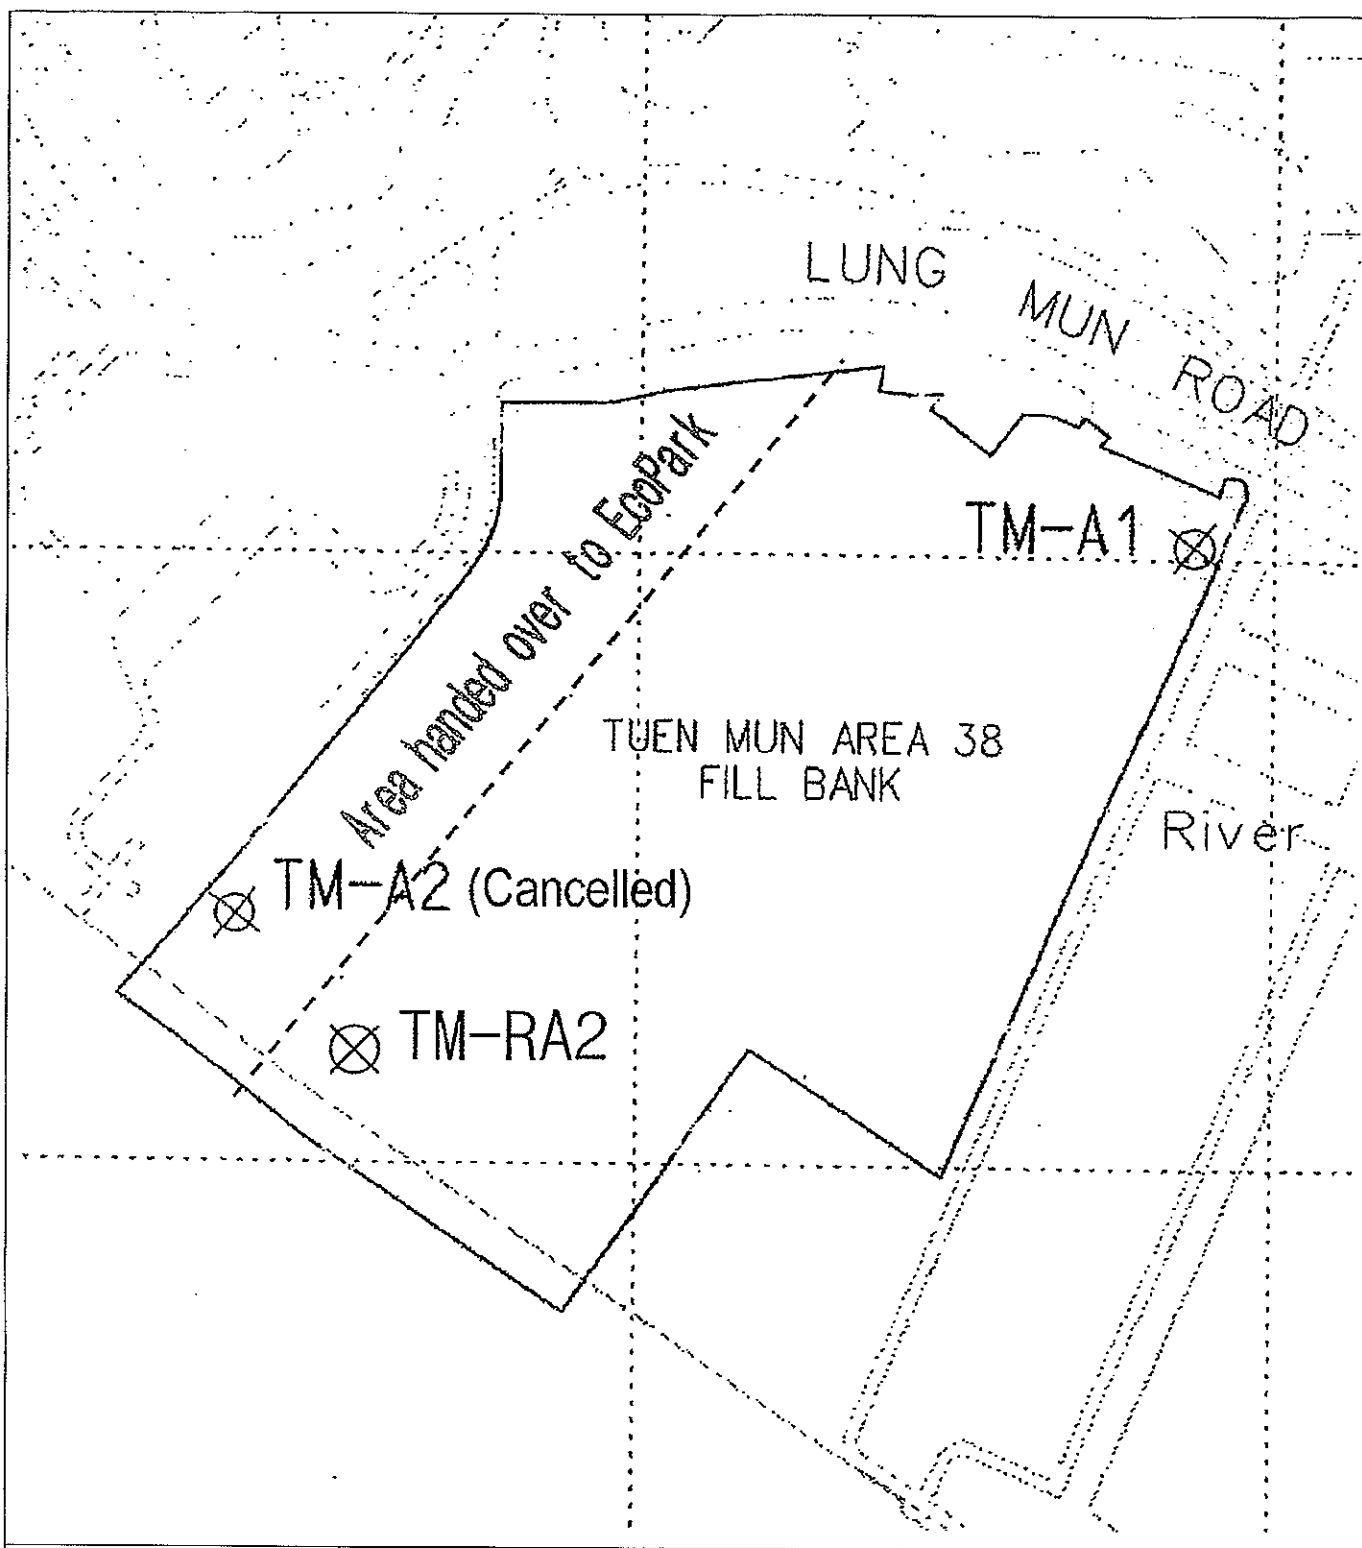 LUNG MUN ROAD
Area handed over to EcoPark
TM-A1
TUEN MUN AREA 38
FILL BANK
River
TM-A2 (Cancelled)
TM-RA2